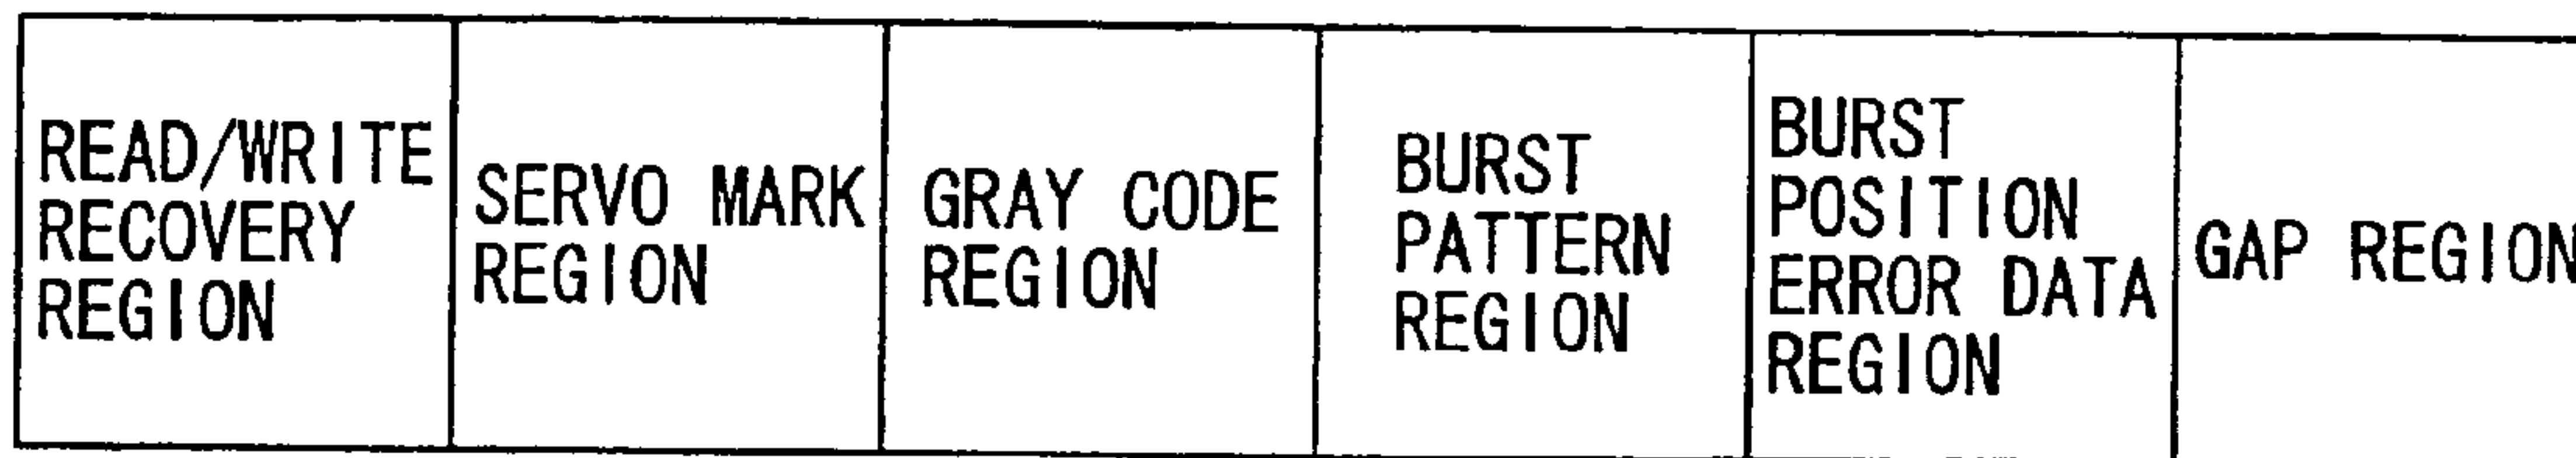 READ/WRITE
RECOVERY
REGION
SERVO MARK
REGION
GRAY CODE
REGION
BURST
PATTERN
REGION
BURST
POSITION
ERROR DATA
REGION
GAP REGION